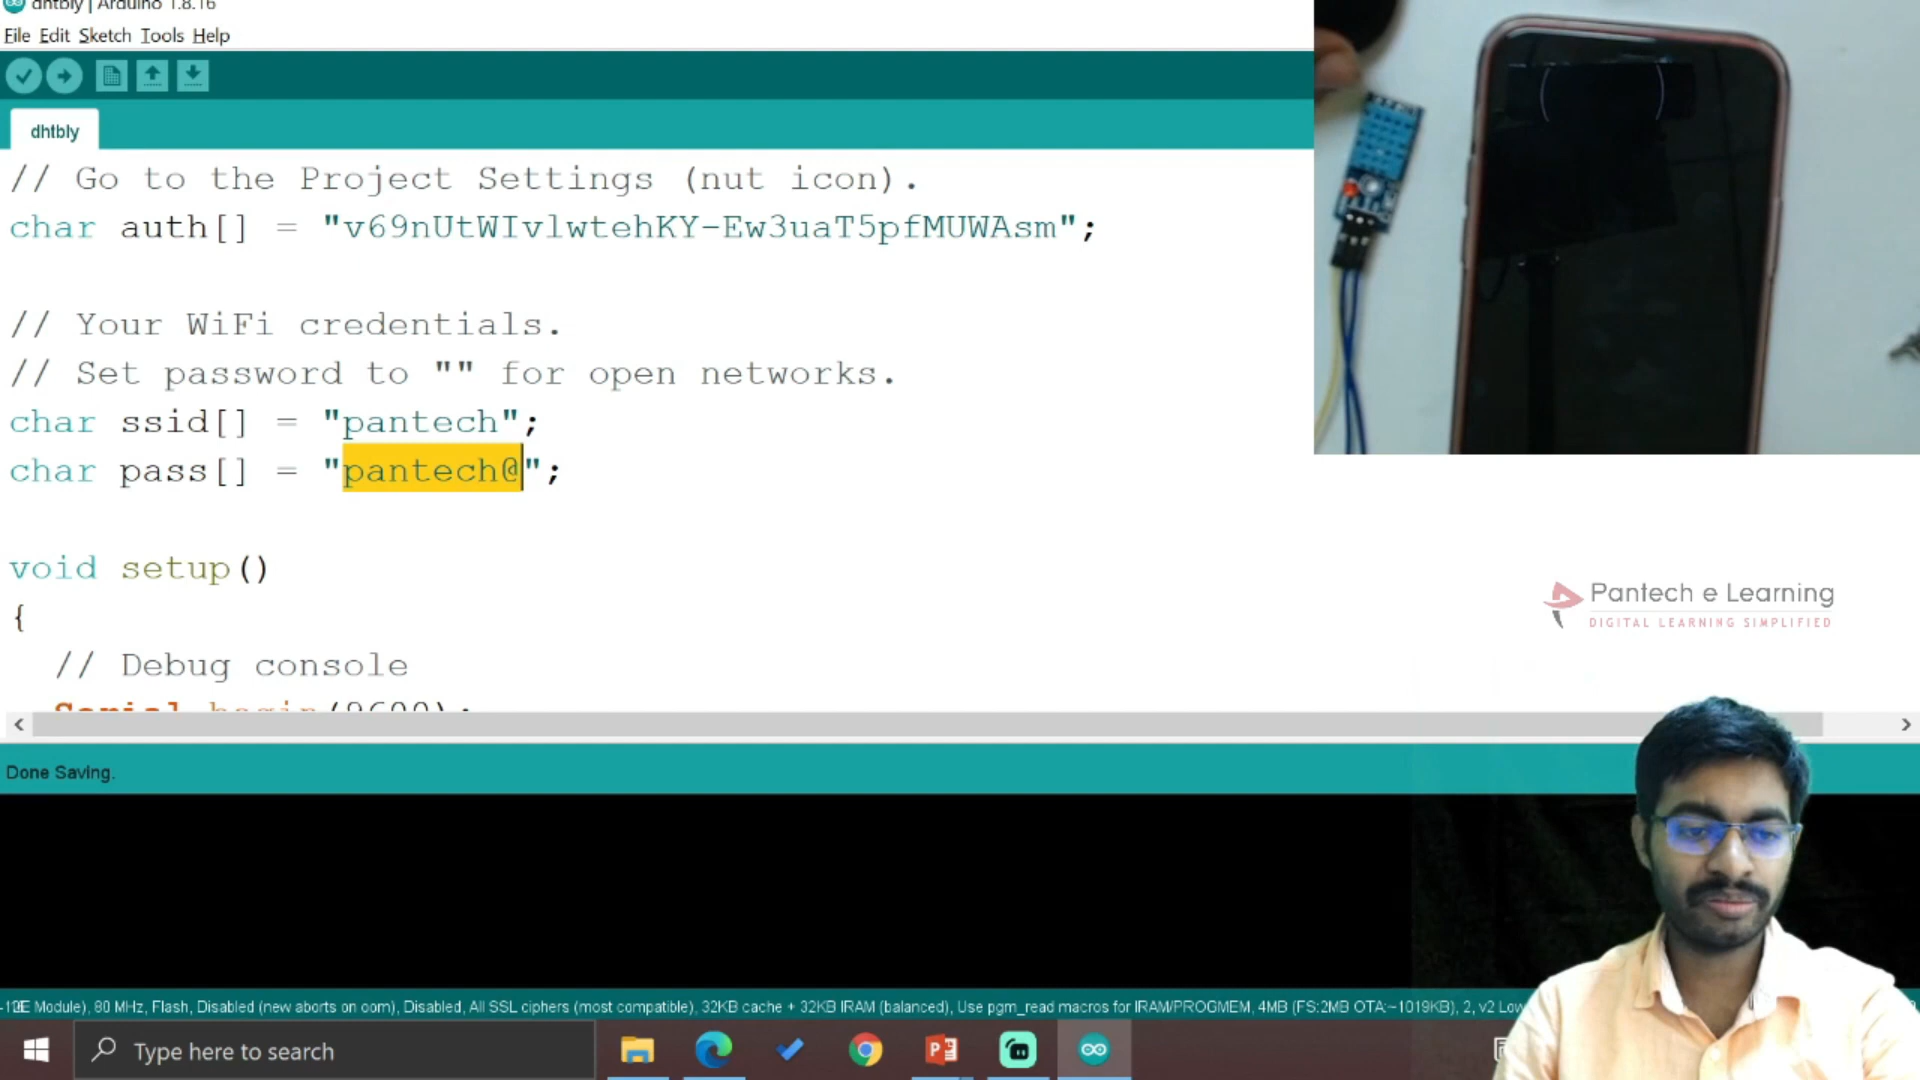 dhtbly | Arduino 1.8.16
File Edit Sketch Tools Help
dhtbly
// Go to the Project Settings (nut icon).
char auth[] = "v69nUtWIvlwtehKY-Ew3uaT5pfMUWAsm";
// Your WiFi credentials.
// Set password to "" for open networks.
char ssid[] = "pantech";
char pass[] = "pantech@";
void setup()
{
// Debug console
Serial.begin(9600);
Pantech e Learning
DIGITAL LEARNING SIMPLIFIED
Done Saving.
Module), 80 MHz, Flash, Disabled (new aborts on oom), Disabled, All SSL ciphers (most compatible), 32KB cache + 32KB IRAM (balanced), Use pgm_read macros for IRAM/PROGMEM, 4MB (FS:2MB OTA:~1019KB), 2, v2 Low
Type here to search